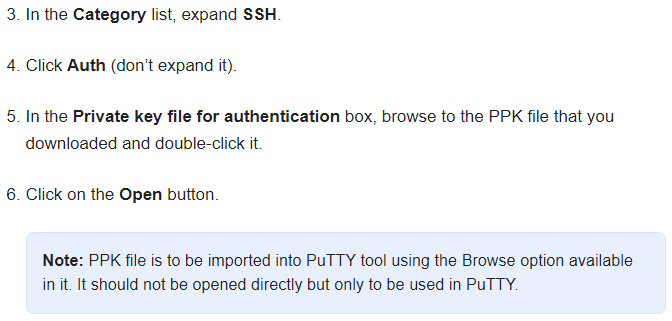 3. In the Category list, expand SSH.
4. Click Auth (don’t expand it).
5. In the Private key file for authentication box, browse to the PPK file that you
downloaded and double-click it.
6. Click on the Open button.
Note: PPK file is to be imported into PuTTY tool using the Browse option available
in it. It should not be opened directly but only to be used in PuTTY.